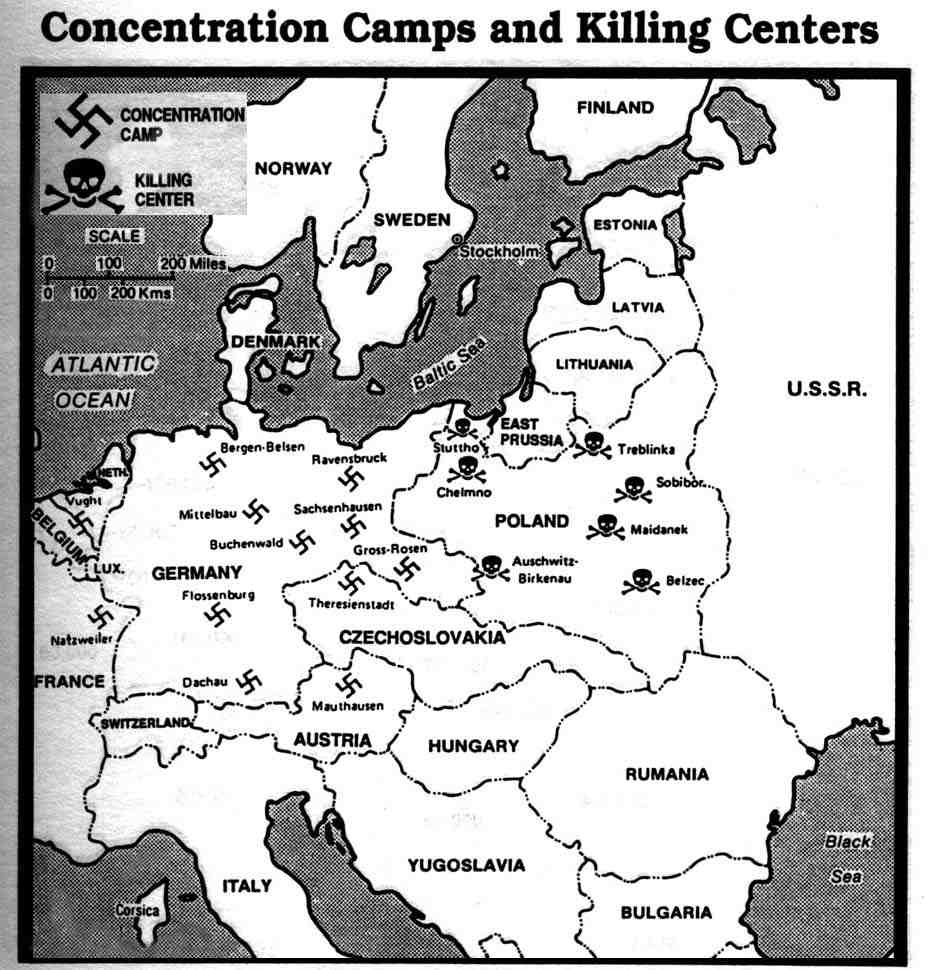 Concentration Camps and Killing Centers
CONCENTRATION
CAMP
KILLING
CENTER
SCALE
0 100 200 Miles
0 100 200 Kms
FINLAND
NORWAY
SWEDEN
Stockholm
ESTONIA
LATVIA
DENMARK
LITHUANIA
Baltic Sea
ATLANTIC
OCEAN
U.S.S.R.
EAST
PRUSSIA
Bergen-Belsen
Ravensbruck
Stuttho
Treblinka
NETH.
Chelmno
Sobibor
Vught
Mittelbau
Sachsenhausen
BELGIUM
POLAND
Maidanek
Buchenwald
Gross-Rosen
LUX.
GERMANY
Auschwitz-
Birkenau
Belzec
Flossenburg
Theresienstadt
Natzweiler
CZECHOSLOVAKIA
FRANCE
Dachau
Mauthausen
SWITZERLAND
AUSTRIA
HUNGARY
RUMANIA
YUGOSLAVIA
Black
Sea
ITALY
Corsica
BULGARIA